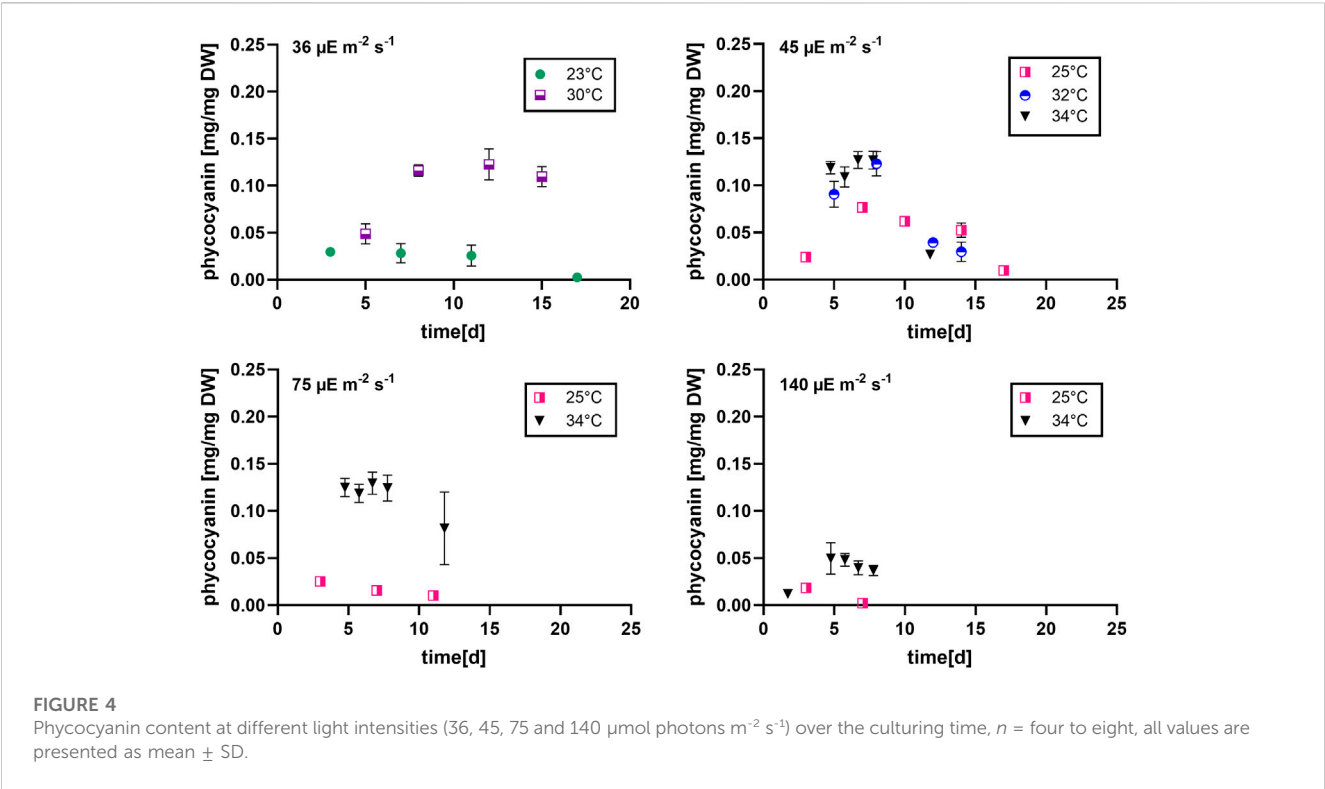 36 µE m⁻² s⁻¹
23°C
30°C
phycocyanin [mg/mg DW]
0.25
0.20
0.15
0.10
0.05
0.00
0 5 10 15 20
time[d]
45 µE m⁻² s⁻¹
25°C
32°C
34°C
phycocyanin [mg/mg DW]
0.25
0.20
0.15
0.10
0.05
0.00
0 5 10 15 20 25
time[d]
75 µE m⁻² s⁻¹
25°C
34°C
phycocyanin [mg/mg DW]
0.25
0.20
0.15
0.10
0.05
0.00
0 5 10 15 20 25
time[d]
140 µE m⁻² s⁻¹
25°C
34°C
phycocyanin [mg/mg DW]
0.25
0.20
0.15
0.10
0.05
0.00
0 5 10 15 20 25
time[d]
FIGURE 4
Phycocyanin content at different light intensities (36, 45, 75 and 140 µmol photons m⁻² s⁻¹) over the culturing time, n = four to eight, all values are
presented as mean ± SD.